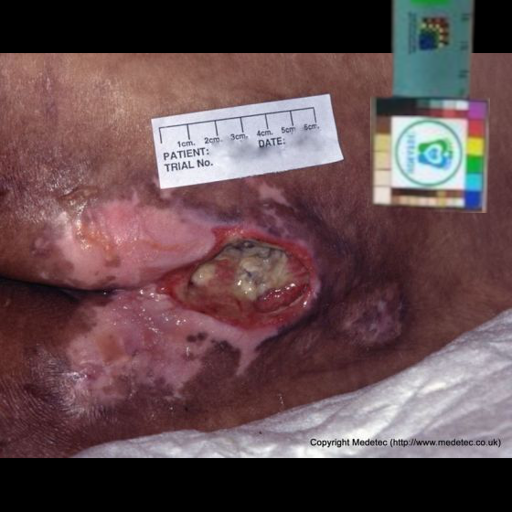 1cm. 2cm. 3cm. 4cm. 5cm. 6cm.
PATIENT: DATE:
TRIAL No.
Copyright Medetec (http://www.medetec.co.uk)